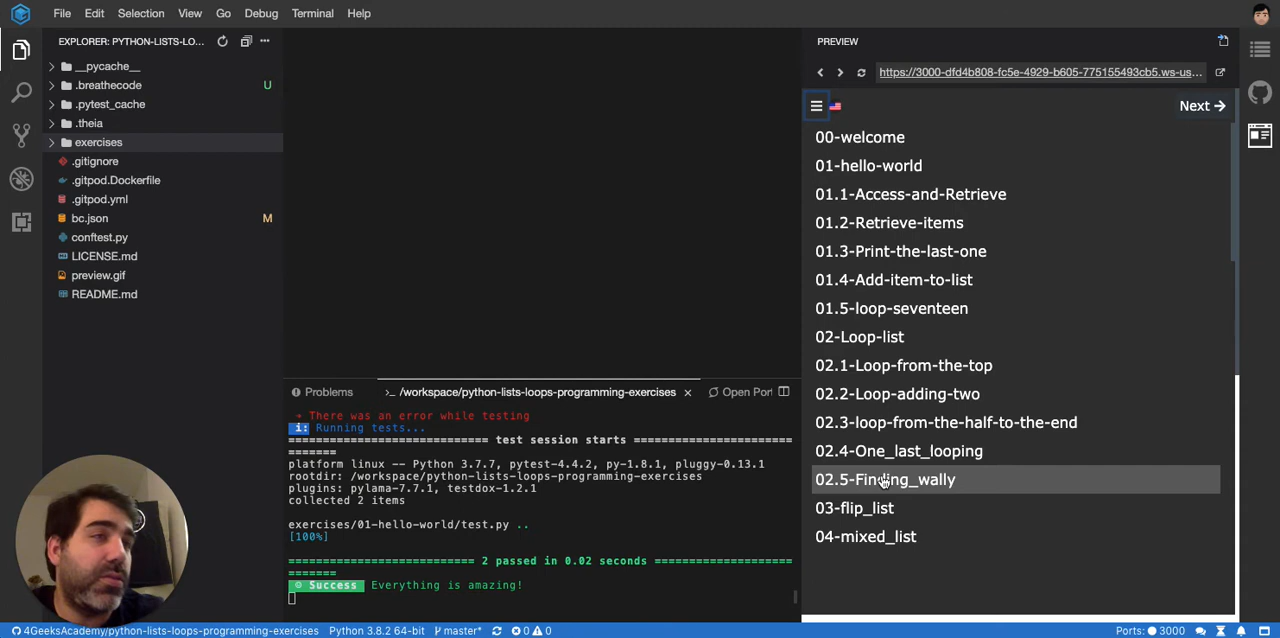 File Edit Selection View Go Debug Terminal Help
EXPLORER: PYTHON-LISTS-LO...
__pycache__
.breathecode U
.pytest_cache
.theia
exercises
.gitignore
.gitpod.Dockerfile
.gitpod.yml
bc.json M
conftest.py
LICENSE.md
preview.gif
README.md
Problems >_ /workspace/python-lists-loops-programming-exercises × Open Port
➜ There was an error while testing
i: Running tests...
============================ test session starts ========================
=======
platform linux -- Python 3.7.7, pytest-4.4.2, py-1.8.1, pluggy-0.13.1
rootdir: /workspace/python-lists-loops-programming-exercises
plugins: pylama-7.7.1, testdox-1.2.1
collected 2 items
exercises/01-hello-world/test.py ..
[100%]
========================== 2 passed in 0.02 seconds ====================
=======
Success Everything is amazing!
PREVIEW
https://3000-dfd4b808-fc5e-4929-b605-775155493cb5.ws-us...
Next →
00-welcome
01-hello-world
01.1-Access-and-Retrieve
01.2-Retrieve-items
01.3-Print-the-last-one
01.4-Add-item-to-list
01.5-loop-seventeen
02-Loop-list
02.1-Loop-from-the-top
02.2-Loop-adding-two
02.3-loop-from-the-half-to-the-end
02.4-One_last_looping
02.5-Finding_wally
03-flip_list
04-mixed_list
4GeeksAcademy/python-lists-loops-programming-exercises Python 3.8.2 64-bit master* 0 0 Ports: 3000